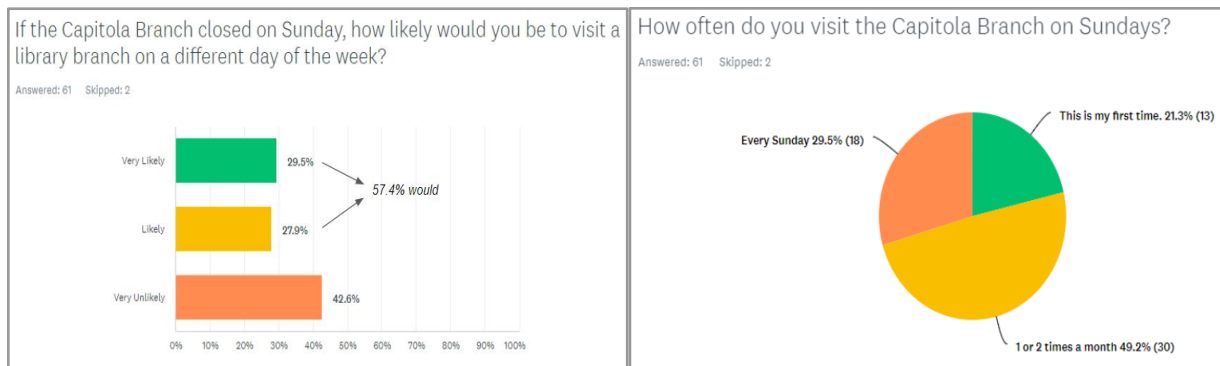 If the Capitola Branch closed on Sunday, how likely would you be to visit a
library branch on a different day of the week?
Answered: 61 Skipped: 2
Very Likely
29.5%
57.4% would
Likely
27.9%
Very Unlikely
42.6%
0% 10% 20% 30% 40% 50% 60% 70% 80% 90% 100%
How often do you visit the Capitola Branch on Sundays?
Answered: 61 Skipped: 2
This is my first time. 21.3% (13)
Every Sunday 29.5% (18)
1 or 2 times a month 49.2% (30)